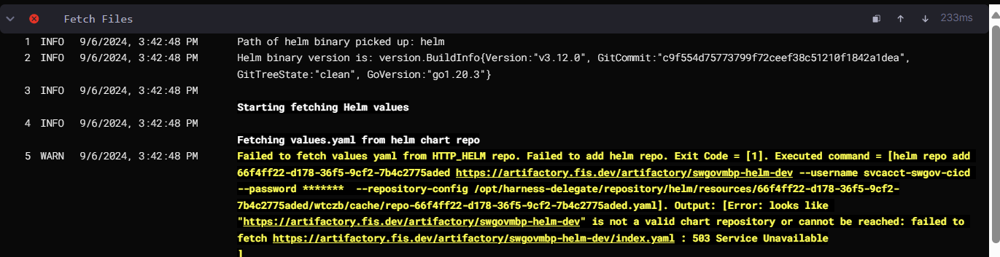 Fetch Files 233ms
1 INFO 9/6/2024, 3:42:48 PM Path of helm binary picked up: helm
2 INFO 9/6/2024, 3:42:48 PM Helm binary version is: version.BuildInfo{Version:"v3.12.0", GitCommit:"c9f554d75773799f72ceef38c51210f1842a1dea",
GitTreeState:"clean", GoVersion:"go1.20.3"}
3 INFO 9/6/2024, 3:42:48 PM
Starting fetching Helm values
4 INFO 9/6/2024, 3:42:48 PM
Fetching values.yaml from helm chart repo
5 WARN 9/6/2024, 3:42:48 PM Failed to fetch values yaml from HTTP_HELM repo. Failed to add helm repo. Exit Code = [1]. Executed command = [helm repo add
66f4ff22-d178-36f5-9cf2-7b4c2775aded https://artifactory.fis.dev/artifactory/swgovmbp-helm-dev --username svcacct-swgov-cicd
--password ******* --repository-config /opt/harness-delegate/repository/helm/resources/66f4ff22-d178-36f5-9cf2-
7b4c2775aded/wtczb/cache/repo-66f4ff22-d178-36f5-9cf2-7b4c2775aded.yaml]. Output: [Error: looks like
"https://artifactory.fis.dev/artifactory/swgovmbp-helm-dev" is not a valid chart repository or cannot be reached: failed to
fetch https://artifactory.fis.dev/artifactory/swgovmbp-helm-dev/index.yaml : 503 Service Unavailable
]